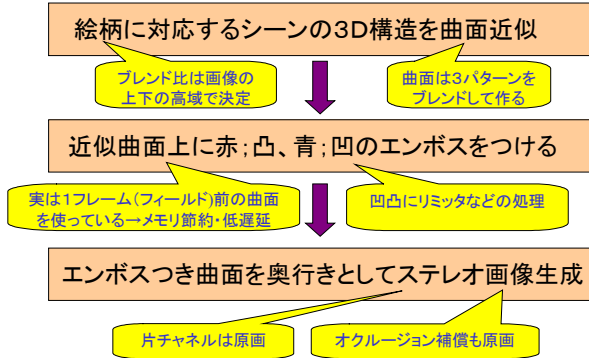 絵柄に対応するシーンの3D構造を曲面近似
ブレンド比は画像の
上下の高域で決定
曲面は3パターンを
ブレンドして作る
近似曲面上に赤;凸、青;凹のエンボスをつける
実は1フレーム(フィールド)前の曲面
を使っている→メモリ節約・低遅延
凹凸にリミッタなどの処理
エンボスつき曲面を奥行きとしてステレオ画像生成
片チャネルは原画
オクルージョン補償も原画